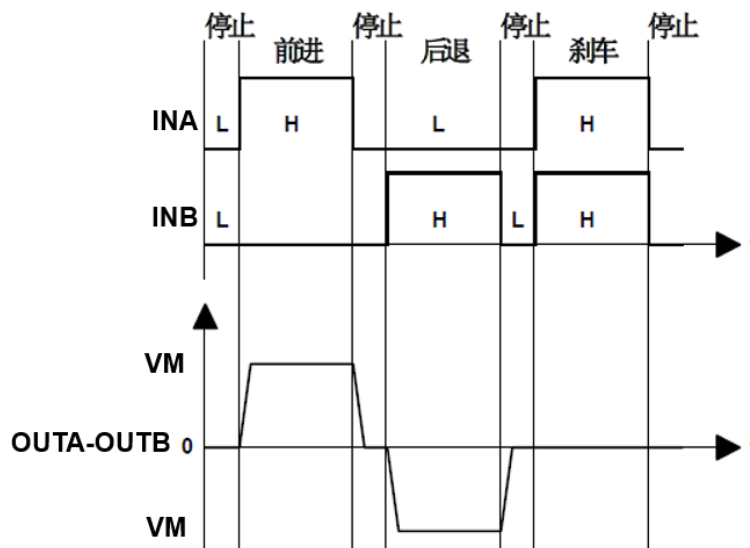 停止 停止 停止 停止
前进 后退 刹车
INA L H L H
INB L H L H
VM
OUTA-OUTB 0
VM